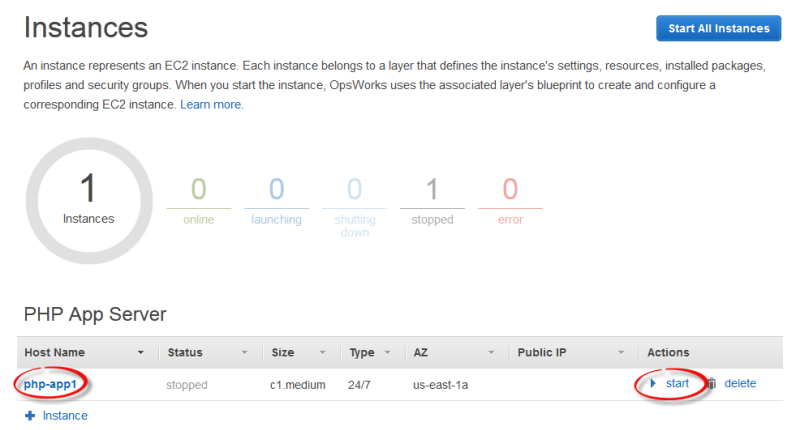 Instances
Start All Instances
An instance represents an EC2 instance. Each instance belongs to a layer that defines the instance's settings, resources, installed packages,
profiles and security groups. When you start the instance, OpsWorks uses the associated layer's blueprint to create and configure a
corresponding EC2 instance. Learn more.
1 0 0 0 1 0
Instances online launching shutting down stopped error
PHP App Server
Host Name Status Size Type AZ Public IP Actions
php-app1 stopped c1.medium 24/7 us-east-1a start delete
Instance